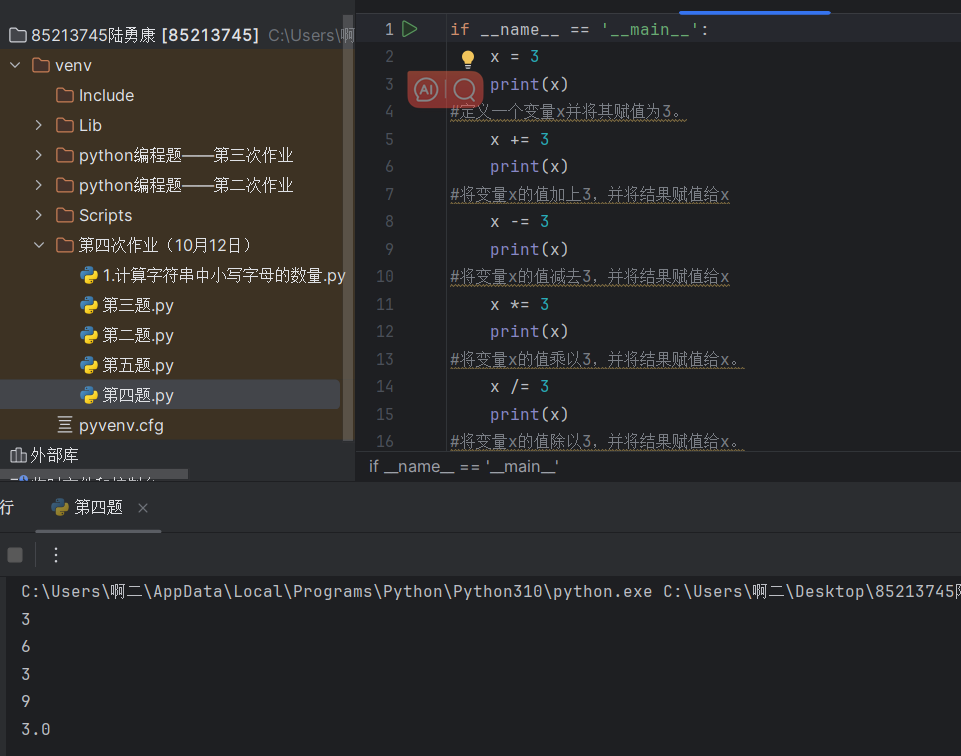 85213745陆勇康 [85213745] C:\Users\啊
venv
Include
Lib
python编程题——第三次作业
python编程题——第二次作业
Scripts
第四次作业（10月12日）
1.计算字符串中小写字母的数量.py
第三题.py
第二题.py
第五题.py
第四题.py
pyvenv.cfg
外部库
1 if __name__ == '__main__':
2 x = 3
3 print(x)
4 #定义一个变量x并将其赋值为3。
5 x += 3
6 print(x)
7 #将变量x的值加上3，并将结果赋值给x
8 x -= 3
9 print(x)
10 #将变量x的值减去3，并将结果赋值给x
11 x *= 3
12 print(x)
13 #将变量x的值乘以3，并将结果赋值给x。
14 x /= 3
15 print(x)
16 #将变量x的值除以3，并将结果赋值给x。
AI
if __name__ == '__main__'
行 第四题
C:\Users\啊二\AppData\Local\Programs\Python\Python310\python.exe C:\Users\啊二\Desktop\85213745
3
6
3
9
3.0